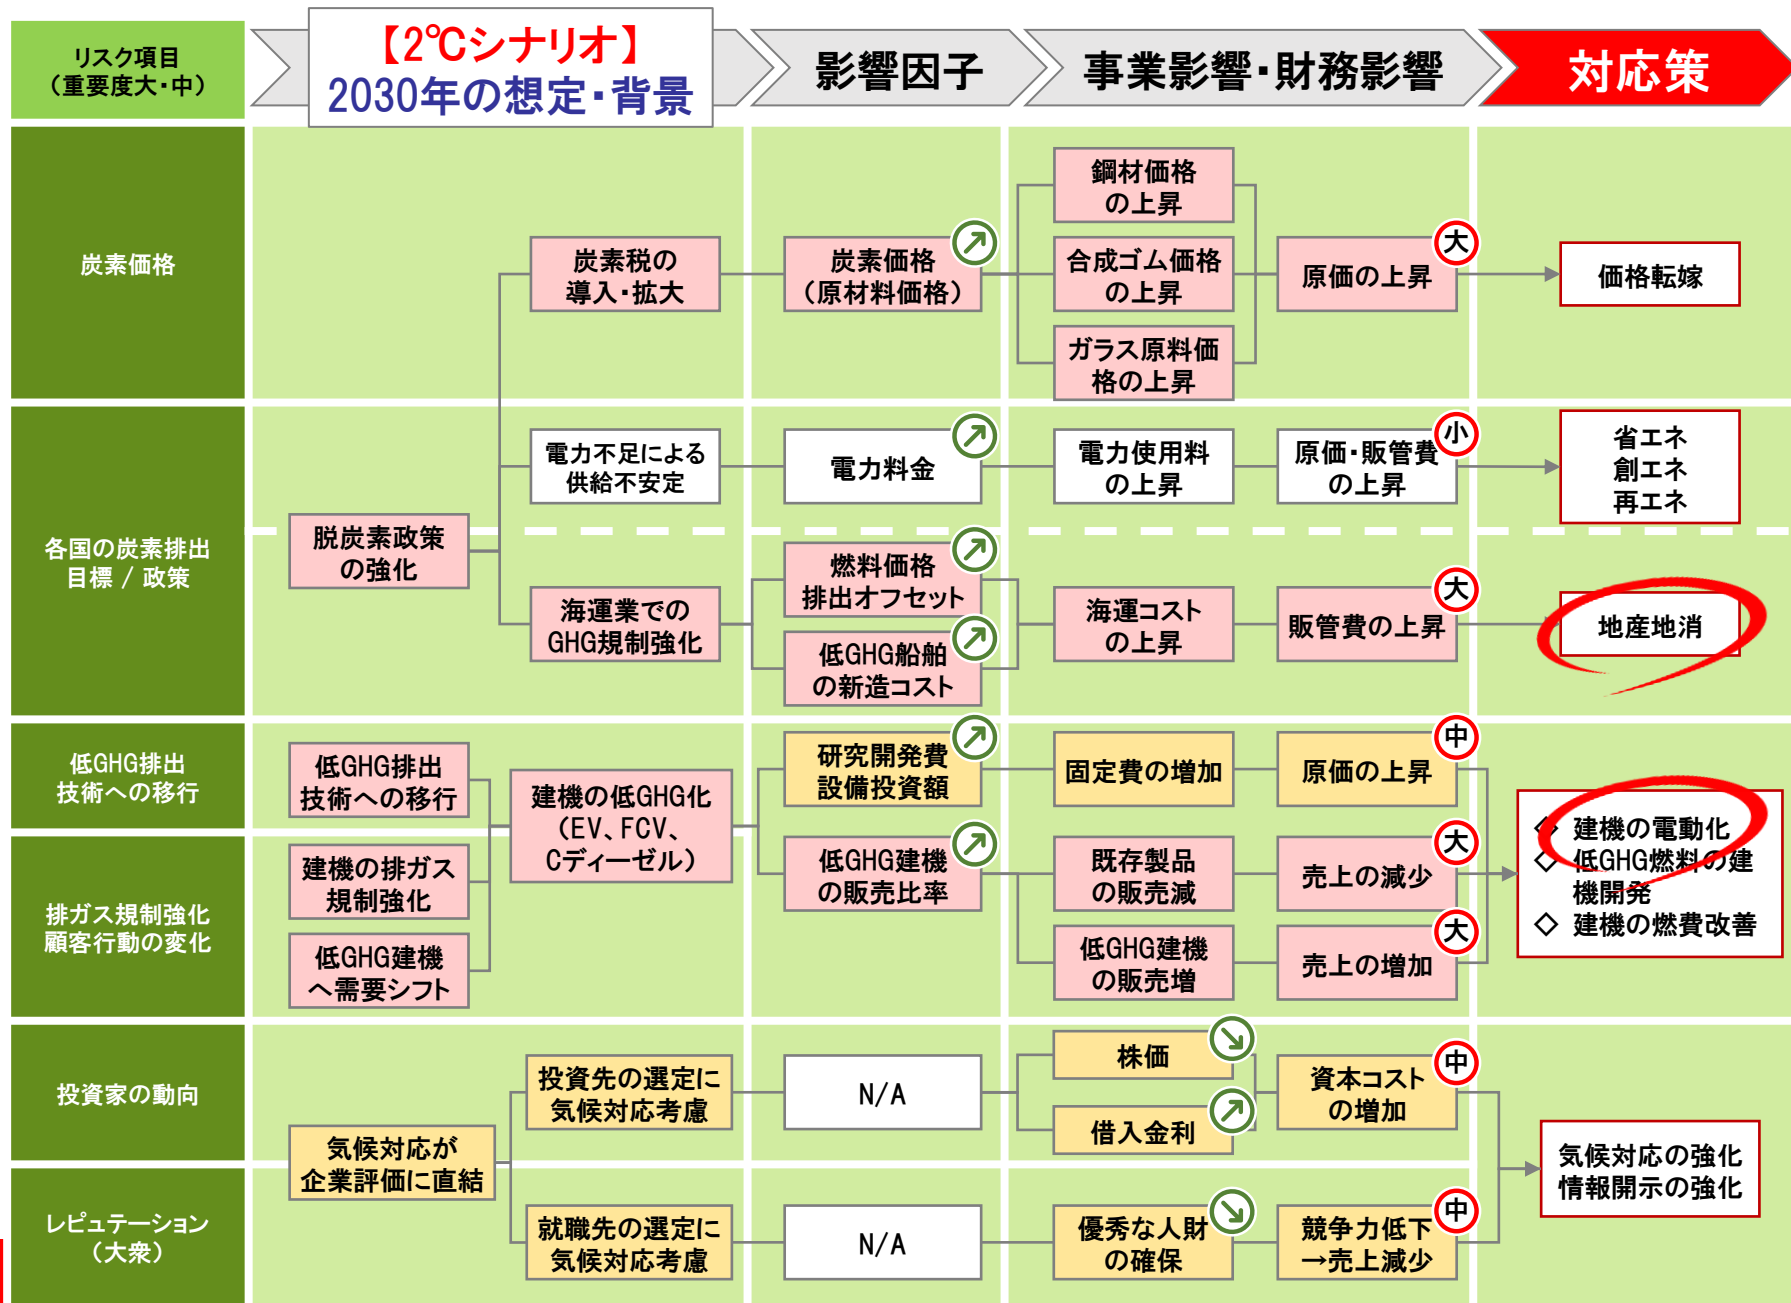 リスク項目
（重要度大・中）
【2℃シナリオ】
2030年の想定・背景
影響因子
事業影響・財務影響
対応策
炭素価格
炭素税の
導入・拡大
炭素価格
（原材料価格）
鋼材価格
の上昇
合成ゴム価格
の上昇
ガラス原料価
格の上昇
原価の上昇
大
価格転嫁
各国の炭素排出
目標 / 政策
脱炭素政策
の強化
電力不足による
供給不安定
電力料金
電力使用料
の上昇
原価・販管費
の上昇
小
省エネ
創エネ
再エネ
海運業での
GHG規制強化
燃料価格
排出オフセット
低GHG船舶
の新造コスト
海運コスト
の上昇
販管費の上昇
大
地産地消
低GHG排出
技術への移行
低GHG排出
技術への移行
建機の低GHG化
（EV、FCV、
Cディーゼル）
研究開発費
設備投資額
固定費の増加
原価の上昇
中
排ガス規制強化
顧客行動の変化
建機の排ガス
規制強化
低GHG建機
へ需要シフト
低GHG建機
の販売比率
既存製品
の販売減
売上の減少
大
低GHG建機
の販売増
売上の増加
大
◇ 建機の電動化
◇ 低GHG燃料の建
機開発
◇ 建機の燃費改善
投資家の動向
気候対応が
企業評価に直結
投資先の選定に
気候対応考慮
N/A
株価
借入金利
資本コスト
の増加
中
気候対応の強化
情報開示の強化
レピュテーション
（大衆）
就職先の選定に
気候対応考慮
N/A
優秀な人財
の確保
競争力低下
→売上減少
中